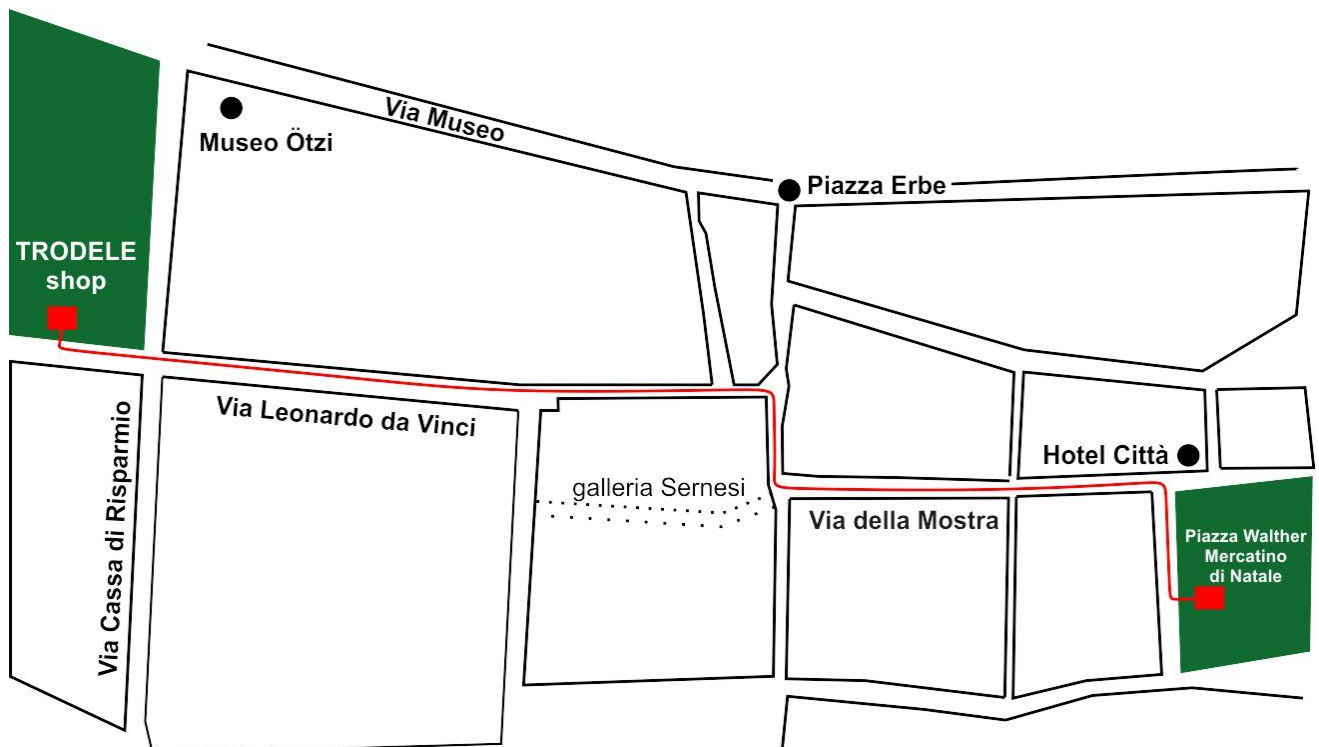 Via Museo
Museo Ötzi
Piazza Erbe
TRODELE
shop
Via Leonardo da Vinci
Via Cassa di Risparmio
Hotel Città
galleria Sernesi
Via della Mostra
Piazza Walther
Mercatino
di Natale